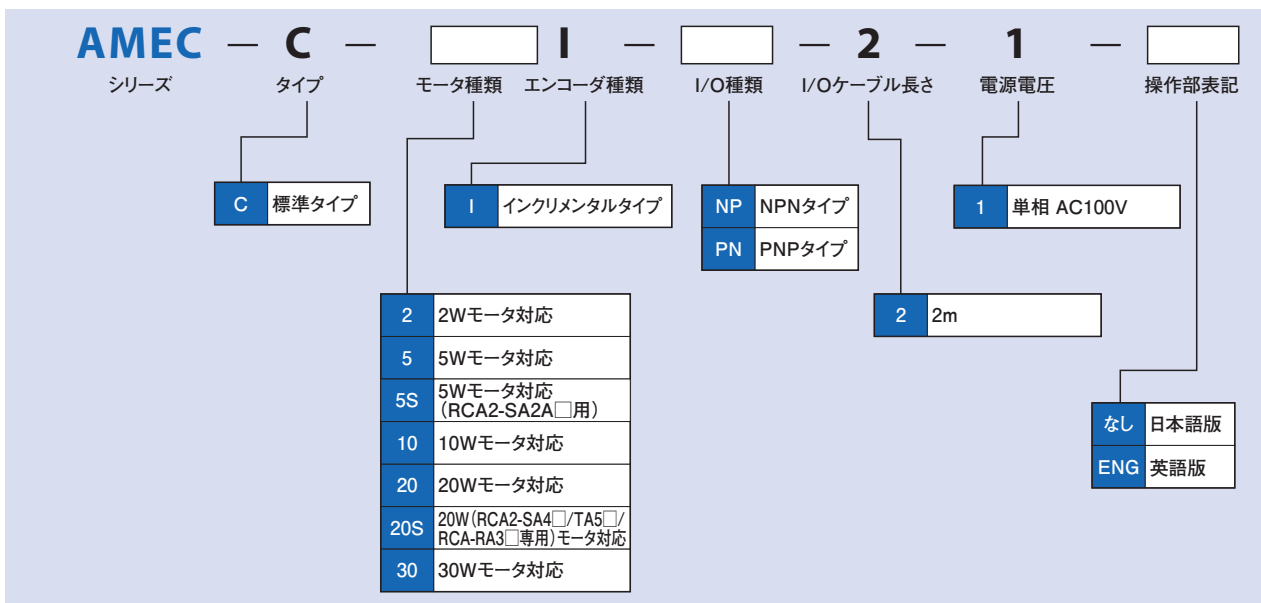 AMEC － C － I － － 2 － 1 －
シリーズ タイプ モータ種類 エンコーダ種類 I/O種類 I/Oケーブル長さ 電源電圧 操作部表記
C 標準タイプ
I インクリメンタルタイプ
NP NPNタイプ
PN PNPタイプ
1 単相 AC100V
2 2Wモータ対応
5 5Wモータ対応
5S 5Wモータ対応
（RCA2-SA2A□用）
10 10Wモータ対応
20 20Wモータ対応
20S 20W（RCA2-SA4□/TA5□/
RCA-RA3□専用）モータ対応
30 30Wモータ対応
2 2m
なし 日本語版
ENG 英語版